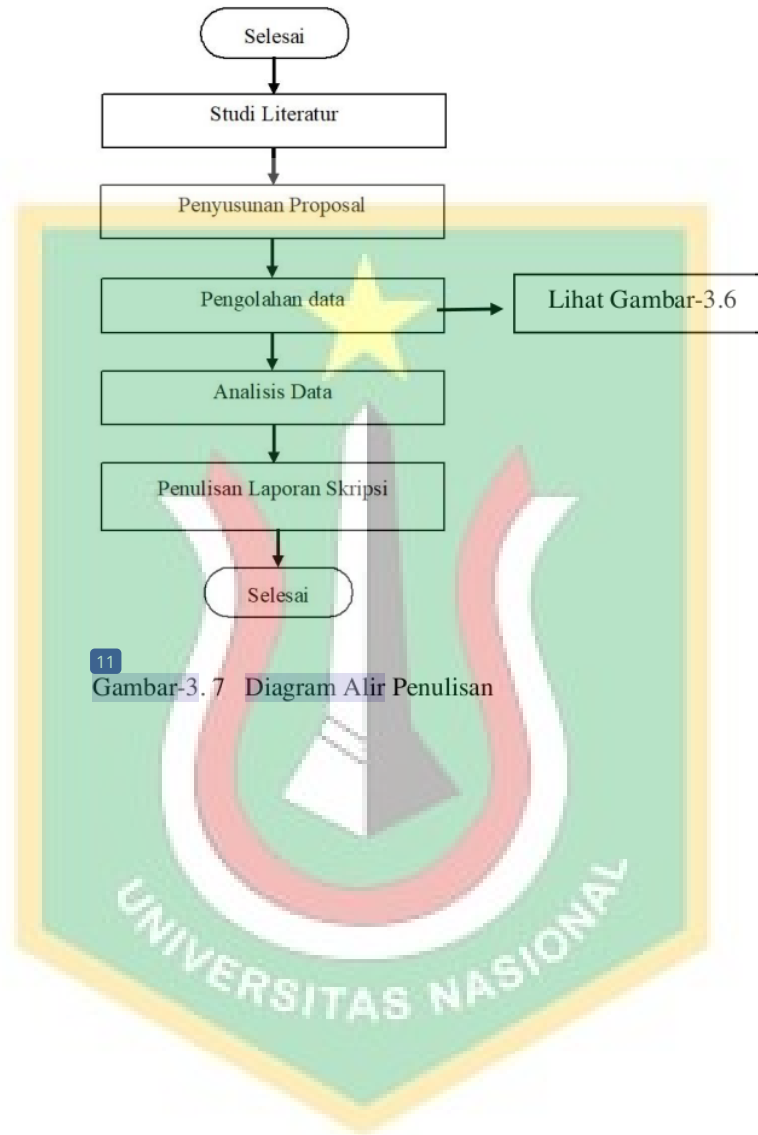 Selesai
Studi Literatur
Penyusunan Proposal
Pengolahan data
Lihat Gambar-3.6
Analisis Data
Penulisan Laporan Skripsi
Selesai
11
Gambar-3. 7 Diagram Alir Penulisan
UNIVERSITAS NASIONAL